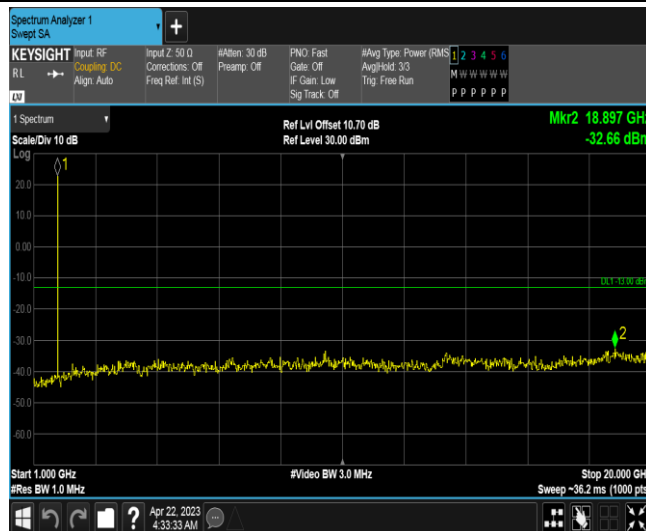 Spectrum Analyzer 1
Swept SA
+
KEYSIGHT
RL
Input: RF
Coupling: DC
Align: Auto
Input Z: 50 Ω
Corrections: Off
Freq Ref: Int (S)
#Atten: 30 dB
Preamp: Off
PNO: Fast
Gate: Off
IF Gain: Low
Sig Track: Off
#Avg Type: Power (RMS
Avg|Hold: 3/3
Trig: Free Run
1 2 3 4 5 6
M W W W W W
P P P P P P
1 Spectrum
Scale/Div 10 dB
Log
Ref Lvl Offset 10.70 dB
Ref Level 30.00 dBm
Mkr2 18.897 GHz
-32.66 dBm
1
20.0
10.0
0.00
-10.0
DL1 -13.00 dBm
-20.0
-30.0
2
-40.0
-50.0
-60.0
Start 1.000 GHz
#Video BW 3.0 MHz
Stop 20.000 GHz
#Res BW 1.0 MHz
Sweep ~36.2 ms (1000 pts
?
Apr 22, 2023
4:33:33 AM